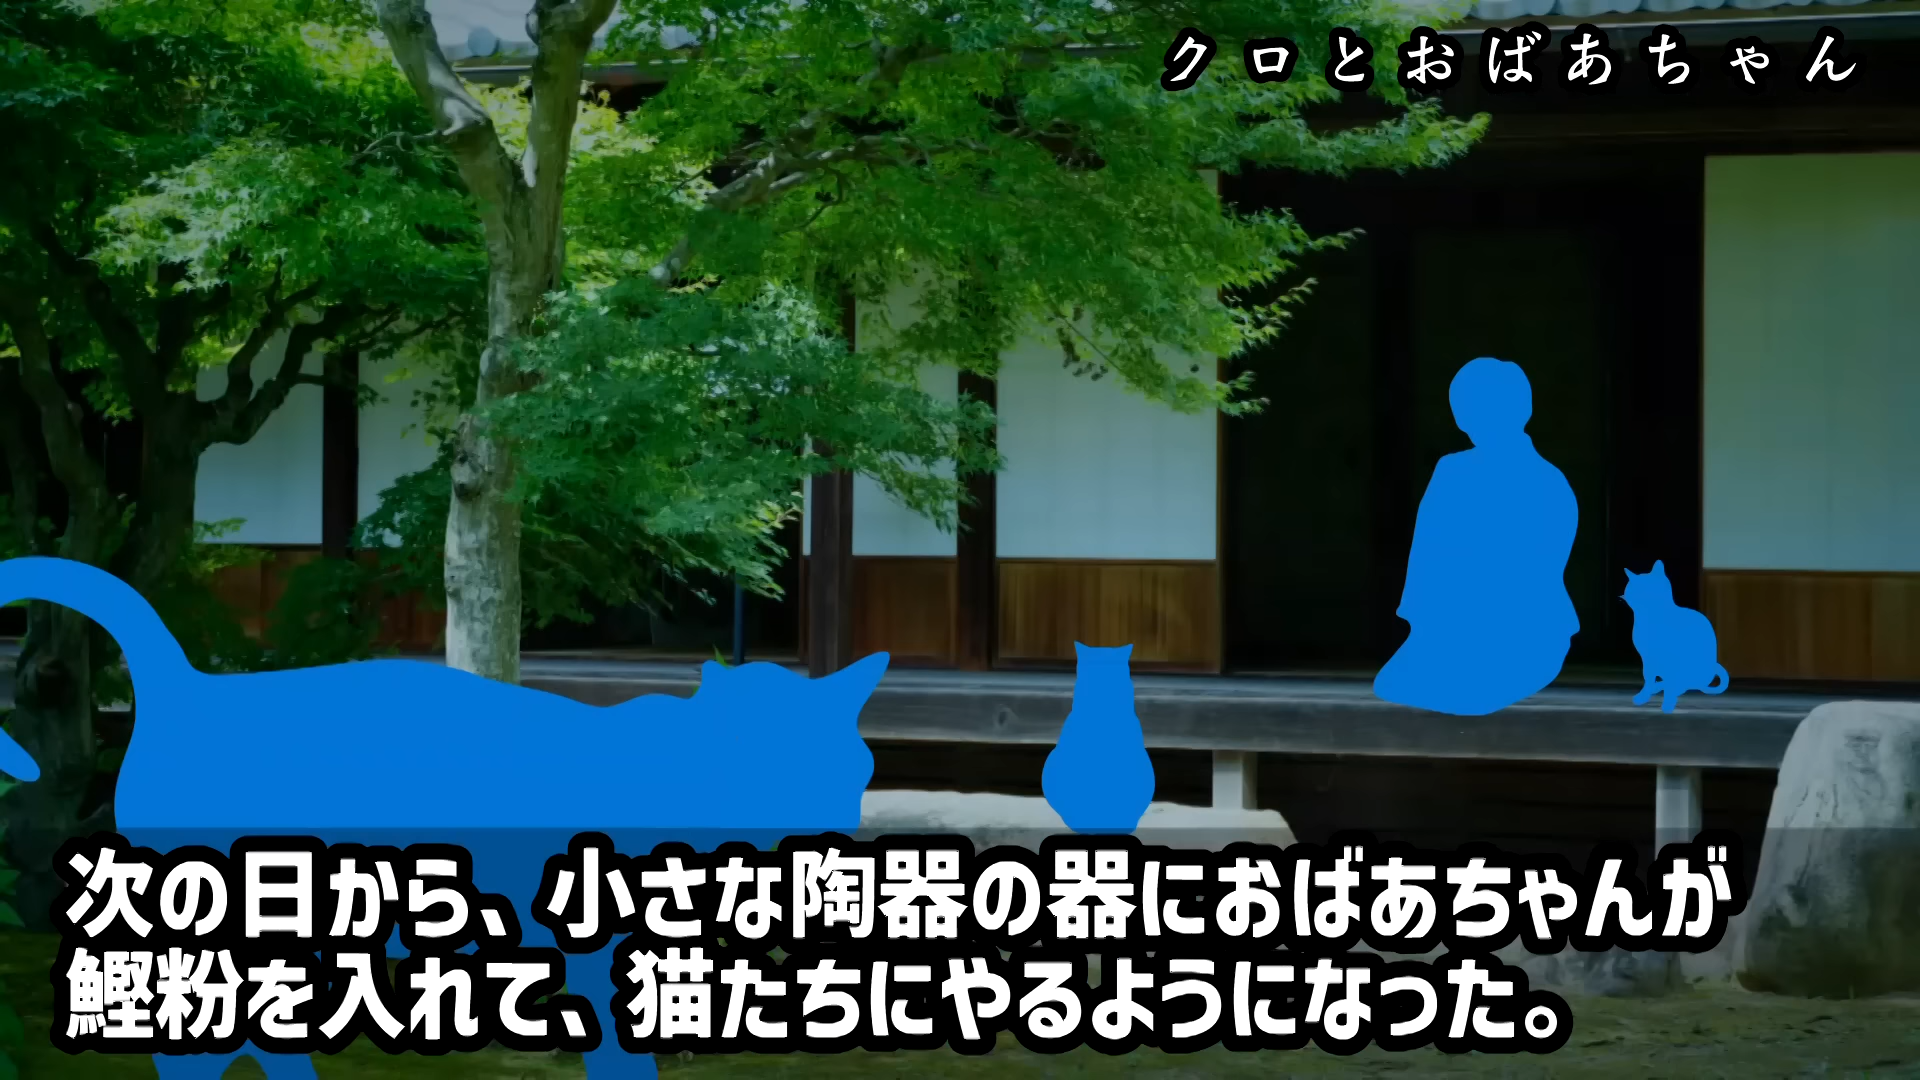 クロとおばあちゃん
次の日から、小さな陶器の器におばあちゃんが
鰹粉を入れて、猫たちにやるようになった。